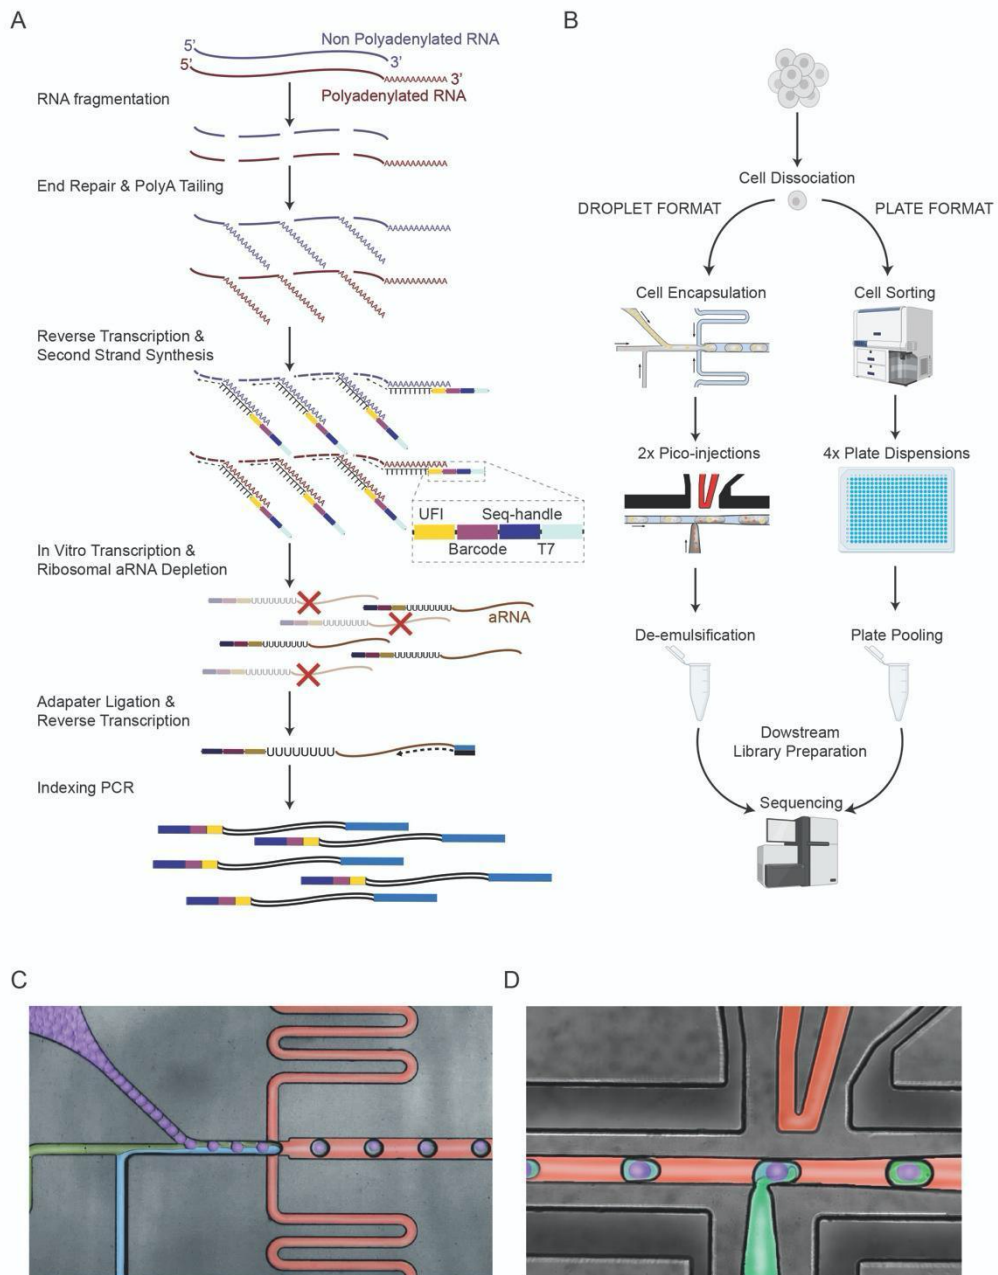 A
5'
Non Polyadenylated RNA
3'
5'
3'
Polyadenylated RNA
RNA fragmentation
End Repair & PolyA Tailing
Reverse Transcription &
Second Strand Synthesis
UFI
Seq-handle
Barcode
T7
In Vitro Transcription &
Ribosomal aRNA Depletion
aRNA
Adapater Ligation &
Reverse Transcription
Indexing PCR
B
Cell Dissociation
DROPLET FORMAT
PLATE FORMAT
Cell Encapsulation
Cell Sorting
2x Pico-injections
4x Plate Dispensions
De-emulsification
Plate Pooling
Dowstream
Library Preparation
Sequencing
C
D